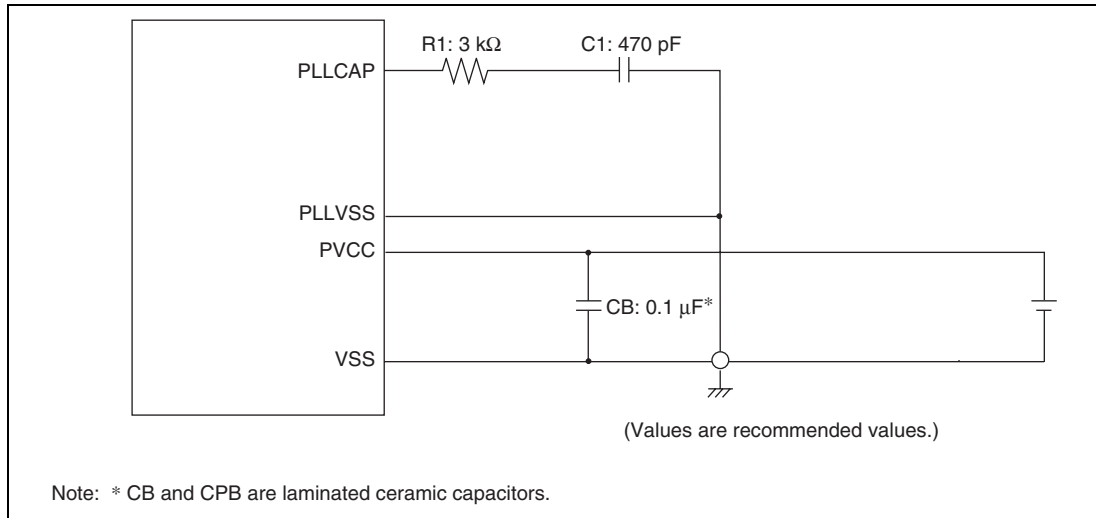 R1: 3 kΩ
C1: 470 pF
PLLCAP
PLLVSS
PVCC
CB: 0.1 μF*
VSS
(Values are recommended values.)
Note: * CB and CPB are laminated ceramic capacitors.